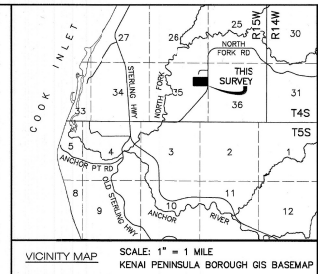 COOK INLET
27
26
25
R15W
R14W
30
NORTH
FORK RD
STERLING HWY
NORTH FORK
THIS
SURVEY
33
34
35
36
31
T4S
T5S
5
4
3
2
1
ANCHOR
PT RD
OLD STERLING HWY
8
9
10
11
12
ANCHOR
RIVER
VICINITY MAP
SCALE: 1" = 1 MILE
KENAI PENINSULA BOROUGH GIS BASEMAP